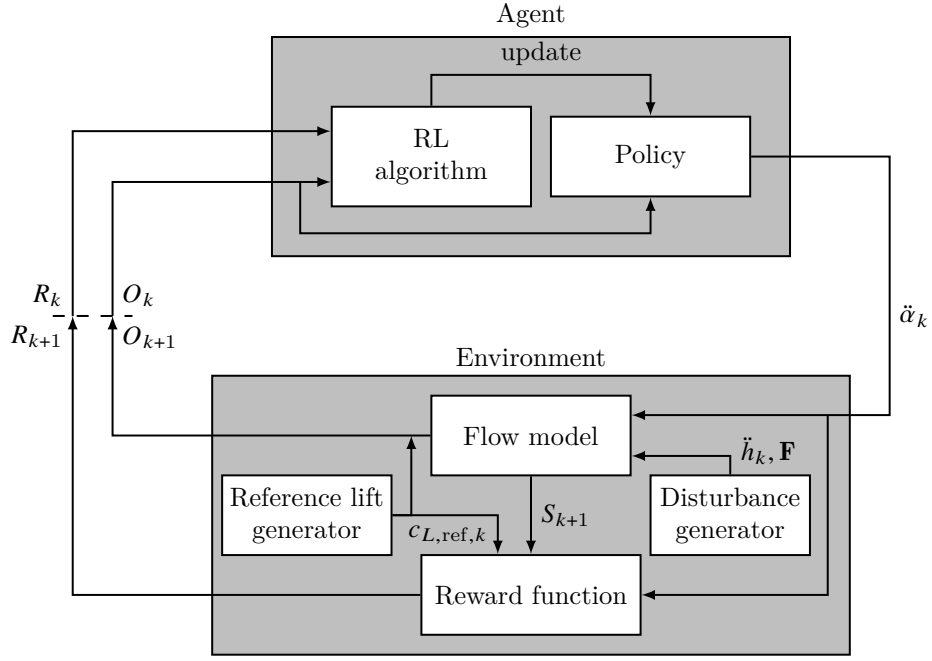 Agent
update
RL
algorithm
Policy
R_k
O_k
R_{k+1}
O_{k+1}
α̈_k
Environment
Flow model
ḧ_k, F
Reference lift
generator
Disturbance
generator
S_{k+1}
c_{L,ref,k}
Reward function